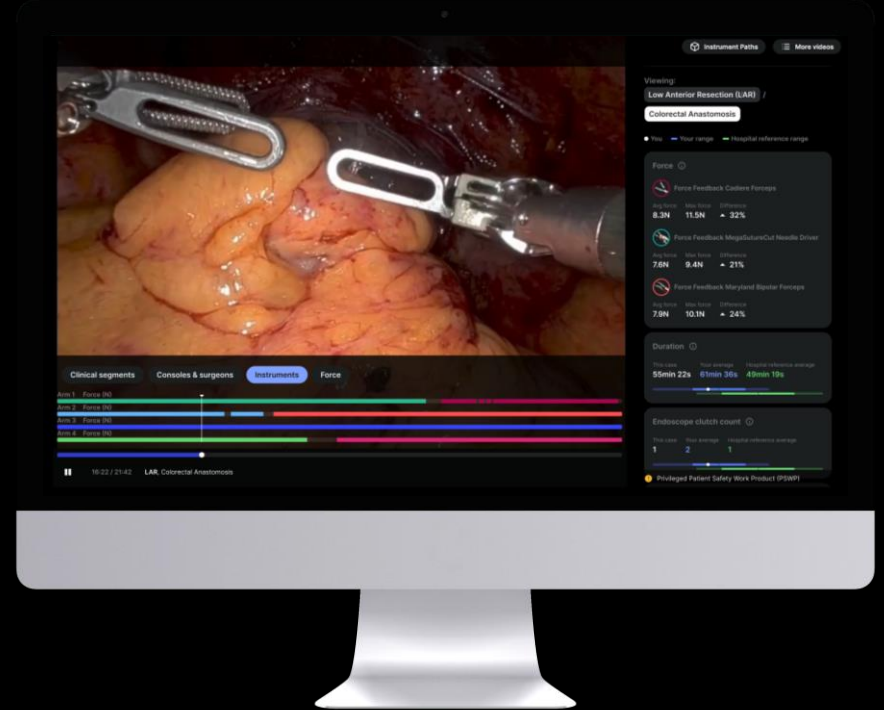 Instrument Paths
More videos
Viewing:
Low Anterior Resection (LAR) /
Colorectal Anastomosis
You Your range Hospital reference range
Force
Force Feedback Cadiere Forceps
Avg force Max force Difference
8.3N 11.5N ▲ 32%
Force Feedback MegaSutureCut Needle Driver
Avg force Max force Difference
7.6N 9.4N ▲ 21%
Force Feedback Maryland Bipolar Forceps
Avg force Max force Difference
7.9N 10.1N ▲ 24%
Duration
This case Your average Hospital reference average
55min 22s 61min 36s 49min 19s
Endoscope clutch count
This case Your average Hospital reference average
1 2 1
Privileged Patient Safety Work Product (PSWP)
Clinical segments Consoles & surgeons Instruments Force
Arm 1 Force (N)
Arm 2 Force (N)
Arm 3 Force (N)
Arm 4 Force (N)
16:22 / 21:42 LAR, Colorectal Anastomosis